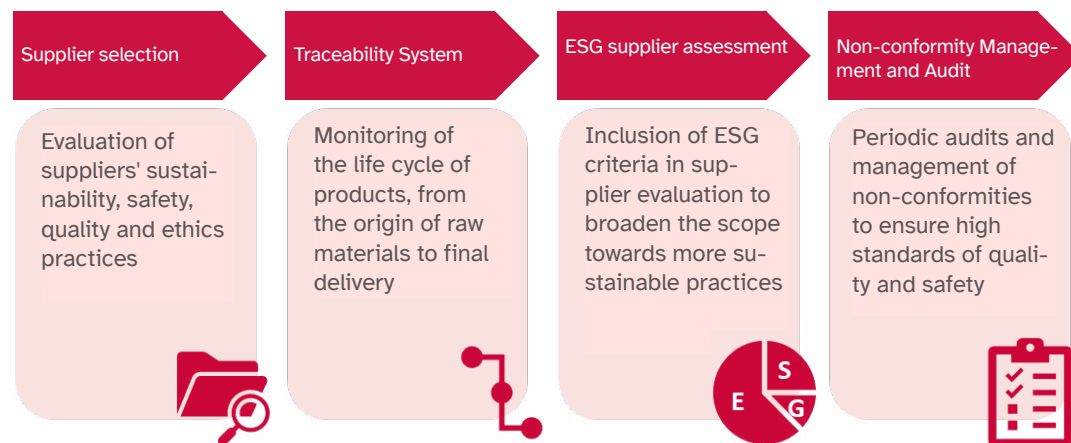 Supplier selection
Evaluation of
suppliers' sustai-
nability, safety,
quality and ethics
practices
Traceability System
Monitoring of
the life cycle of
products, from
the origin of raw
materials to final
delivery
ESG supplier assessment
Inclusion of ESG
criteria in sup-
plier evaluation to
broaden the scope
towards more su-
stainable practices
E
S
G
Non-conformity Manage-
ment and Audit
Periodic audits and
management of
non-conformities
to ensure high
standards of quali-
ty and safety